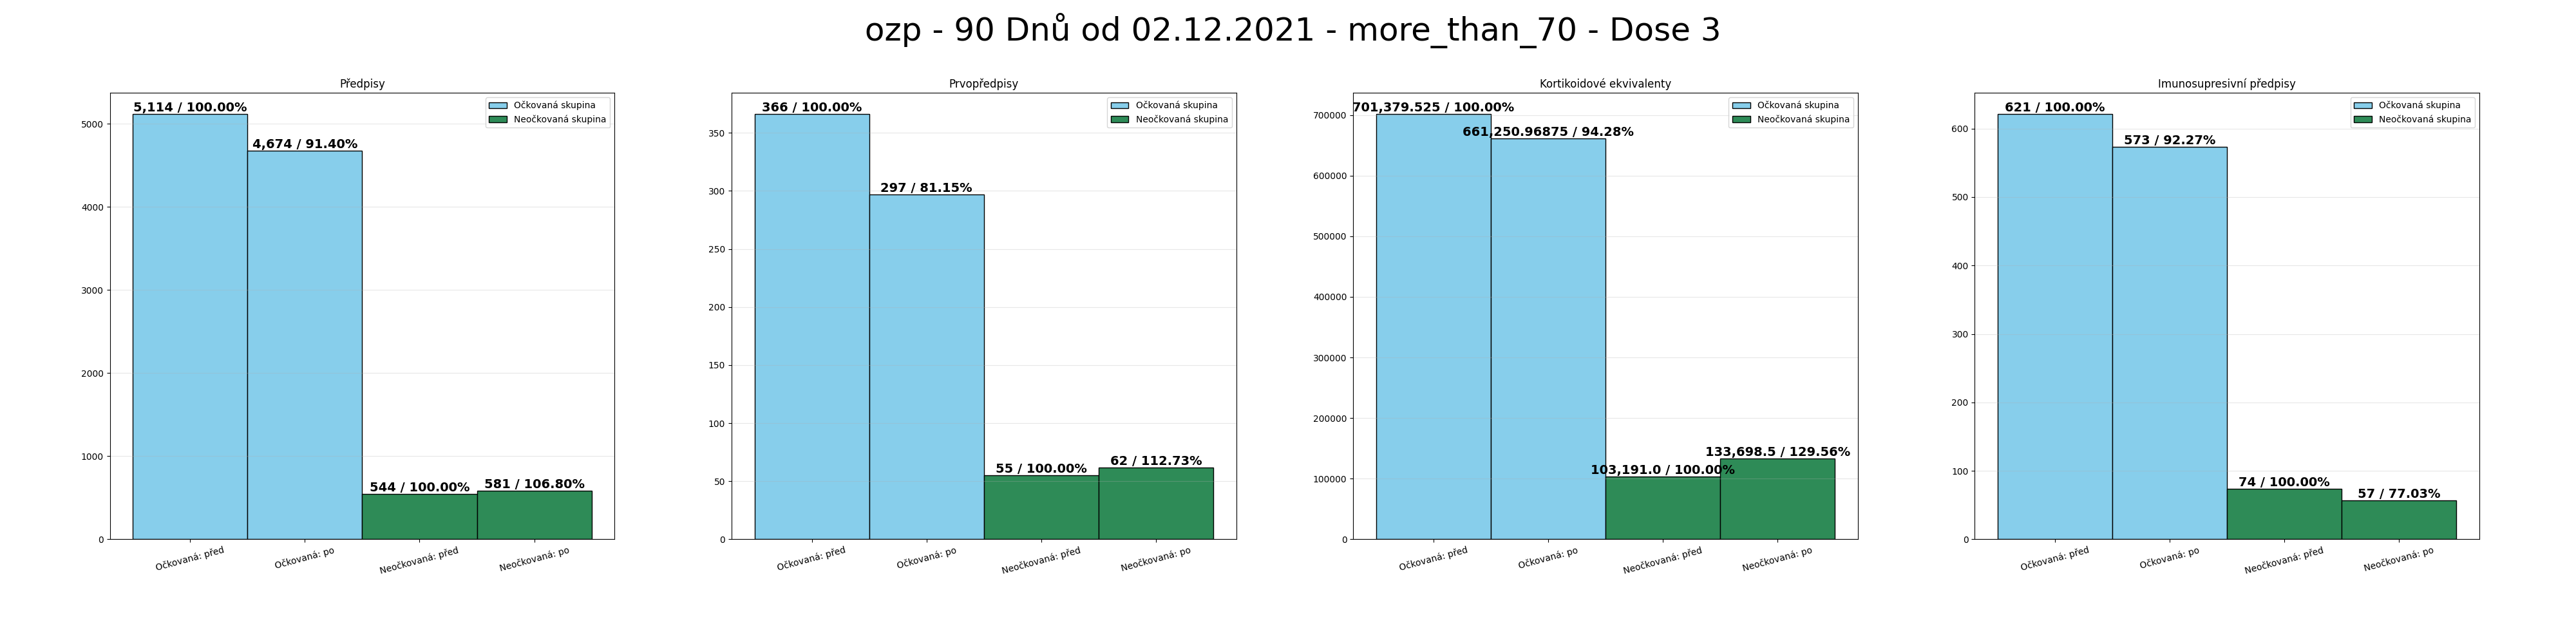 ozp - 90 Dnů od 02.12.2021 - more_than_70 - Dose 3
Předpisy
5,114 / 100.00%
4,674 / 91.40%
544 / 100.00%
581 / 106.80%
Očkovaná skupina
Neočkovaná skupina
5000
4000
3000
2000
1000
0
Očkovaná: před
Očkovaná: po
Neočkovaná: před
Neočkovaná: po
Prvopředpisy
366 / 100.00%
297 / 81.15%
55 / 100.00%
62 / 112.73%
Očkovaná skupina
Neočkovaná skupina
350
300
250
200
150
100
50
0
Očkovaná: před
Očkovaná: po
Neočkovaná: před
Neočkovaná: po
Kortikoidové ekvivalenty
701,379.525 / 100.00%
661,250.96875 / 94.28%
103,191.0 / 100.00%
133,698.5 / 129.56%
Očkovaná skupina
Neočkovaná skupina
700000
600000
500000
400000
300000
200000
100000
0
Očkovaná: před
Očkovaná: po
Neočkovaná: před
Neočkovaná: po
Imunosupresivní předpisy
621 / 100.00%
573 / 92.27%
74 / 100.00%
57 / 77.03%
Očkovaná skupina
Neočkovaná skupina
600
500
400
300
200
100
0
Očkovaná: před
Očkovaná: po
Neočkovaná: před
Neočkovaná: po